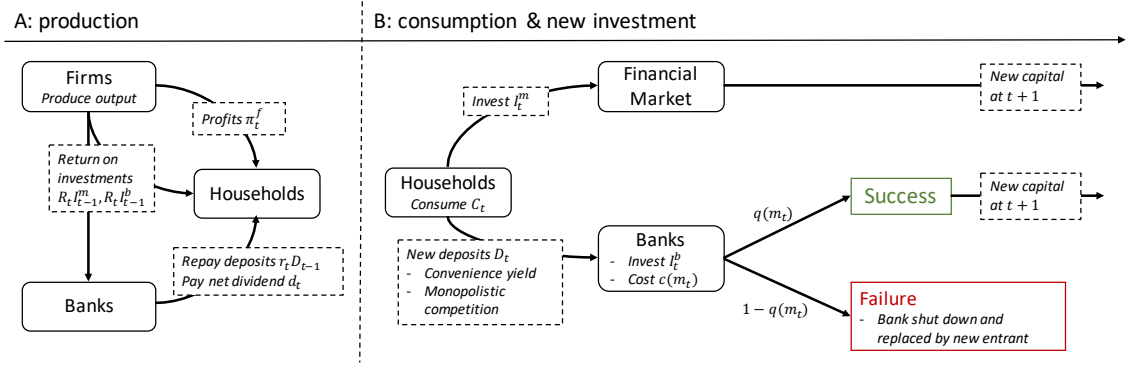 A: production
B: consumption & new investment
Firms
Produce output
Profits π_t^f
Return on
investments
R_t I_{t-1}^m, R_t I_{t-1}^b
Households
Repay deposits r_t D_{t-1}
Pay net dividend d_t
Banks
Financial
Market
Invest I_t^m
New capital
at t + 1
Households
Consume C_t
New deposits D_t
- Convenience yield
- Monopolistic
competition
Banks
- Invest I_t^b
- Cost c(m_t)
q(m_t)
Success
New capital
at t + 1
1 − q(m_t)
Failure
- Bank shut down and
replaced by new entrant